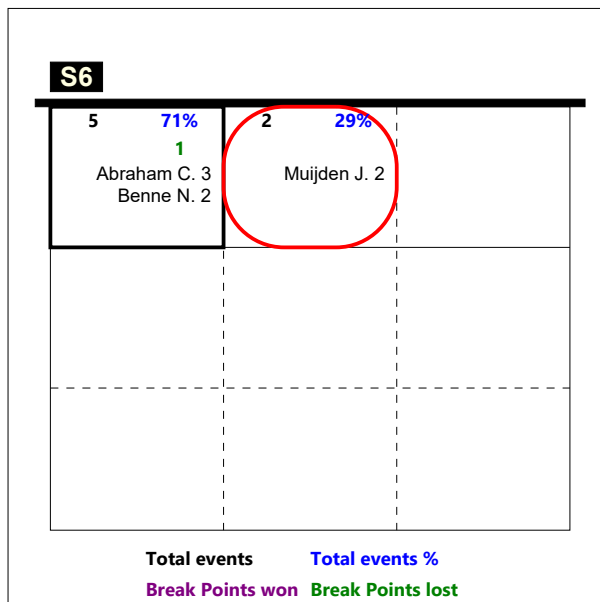 S6
5 71% 2 29%
1
Abraham C. 3 Muijden J. 2
Benne N. 2
Total events Total events %
Break Points won Break Points lost